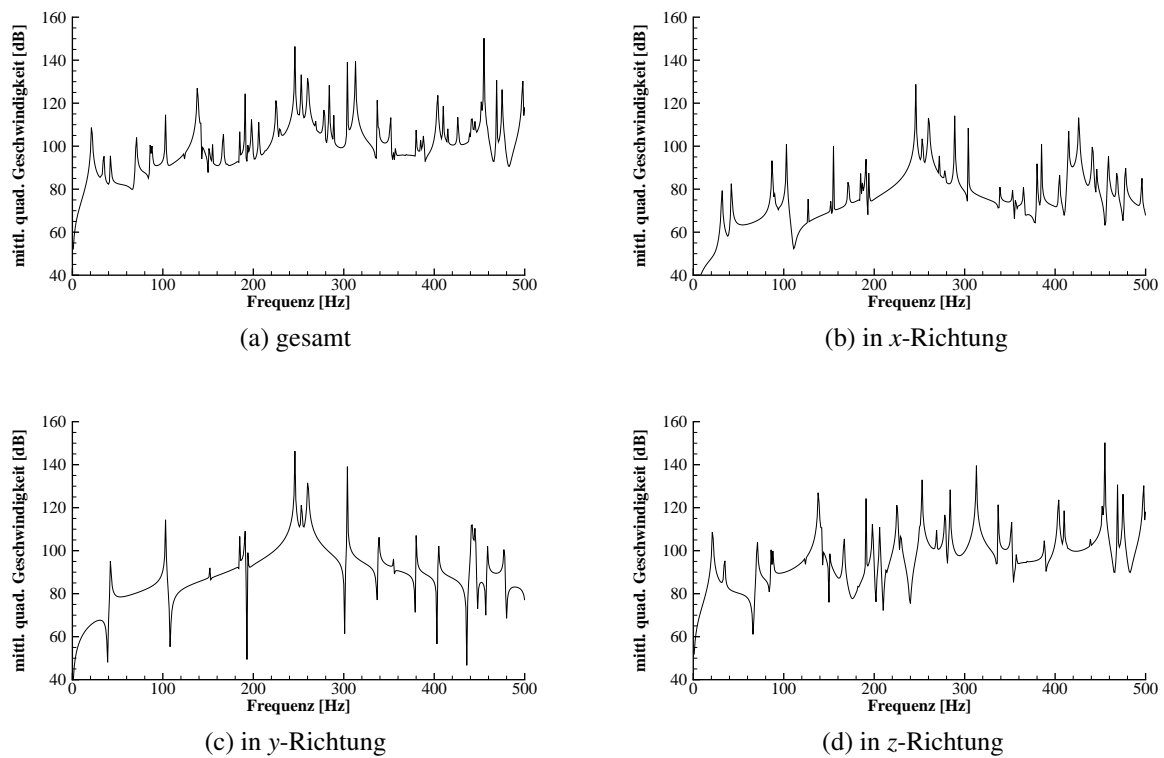 160
140
120
100
80
60
40
0 100 200 300 400 500
mittl. quad. Geschwindigkeit [dB]
Frequenz [Hz]
(a) gesamt
160
140
120
100
80
60
40
0 100 200 300 400 500
mittl. quad. Geschwindigkeit [dB]
Frequenz [Hz]
(b) in x-Richtung
160
140
120
100
80
60
40
0 100 200 300 400 500
mittl. quad. Geschwindigkeit [dB]
Frequenz [Hz]
(c) in y-Richtung
160
140
120
100
80
60
40
0 100 200 300 400 500
mittl. quad. Geschwindigkeit [dB]
Frequenz [Hz]
(d) in z-Richtung